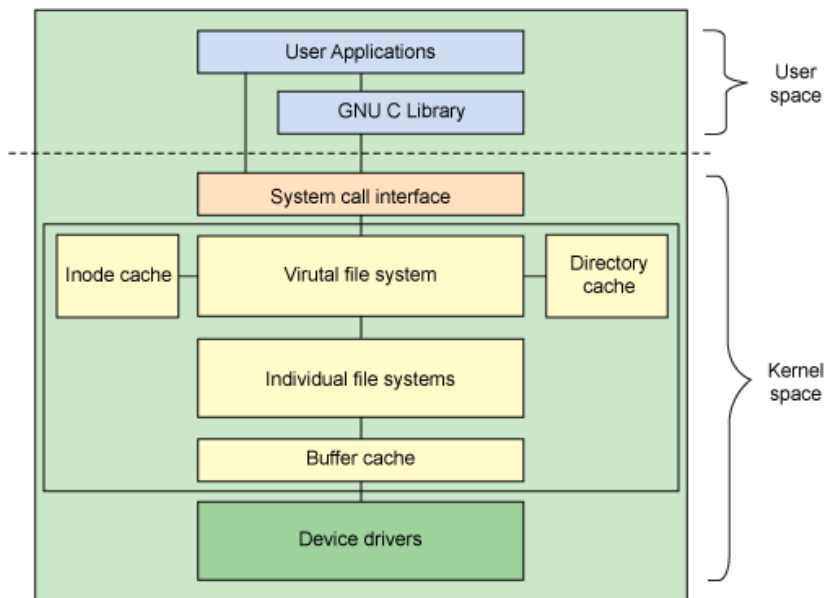 User Applications
User
space
GNU C Library
System call interface
Inode cache
Virutal file system
Directory
cache
Individual file systems
Kernel
space
Buffer cache
Device drivers